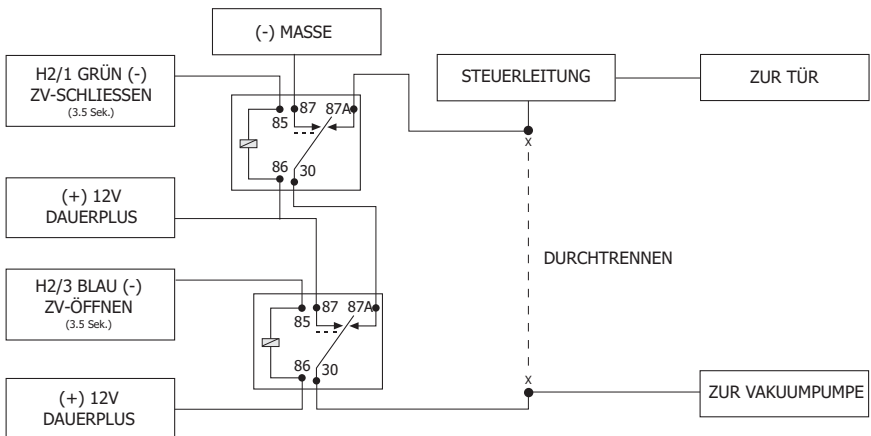 (-) MASSE
H2/1 GRÜN (-)
ZV-SCHLIESSEN
(3.5 Sek.)
STEUERLEITUNG
ZUR TÜR
87
87A
85
86
30
x
(+) 12V
DAUERPLUS
DURCHTRENNEN
H2/3 BLAU (-)
ZV-ÖFFNEN
(3.5 Sek.)
87
87A
85
86
30
x
(+) 12V
DAUERPLUS
ZUR VAKUUMPUMPE